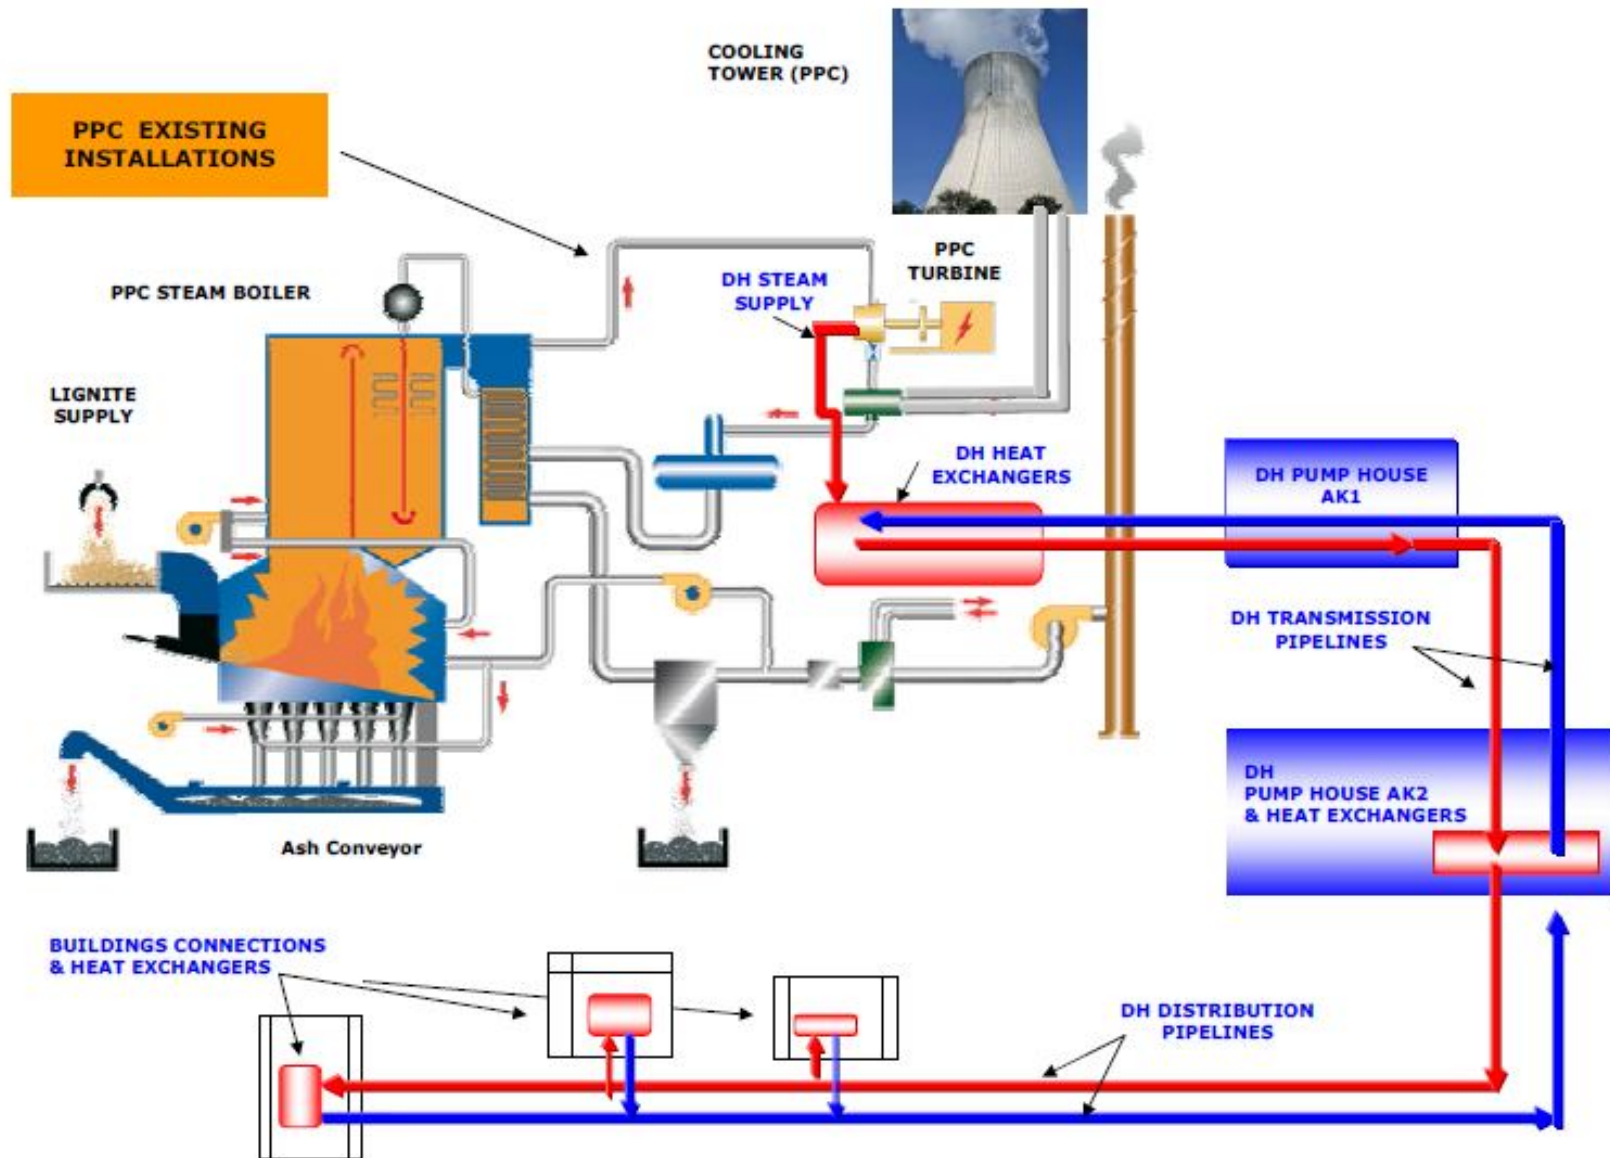 COOLING
TOWER (PPC)
PPC EXISTING
INSTALLATIONS
PPC
TURBINE
DH STEAM
SUPPLY
PPC STEAM BOILER
LIGNITE
SUPPLY
DH HEAT
EXCHANGERS
DH PUMP HOUSE
AK1
DH TRANSMISSION
PIPELINES
DH
PUMP HOUSE AK2
& HEAT EXCHANGERS
Ash Conveyor
BUILDINGS CONNECTIONS
& HEAT EXCHANGERS
DH DISTRIBUTION
PIPELINES